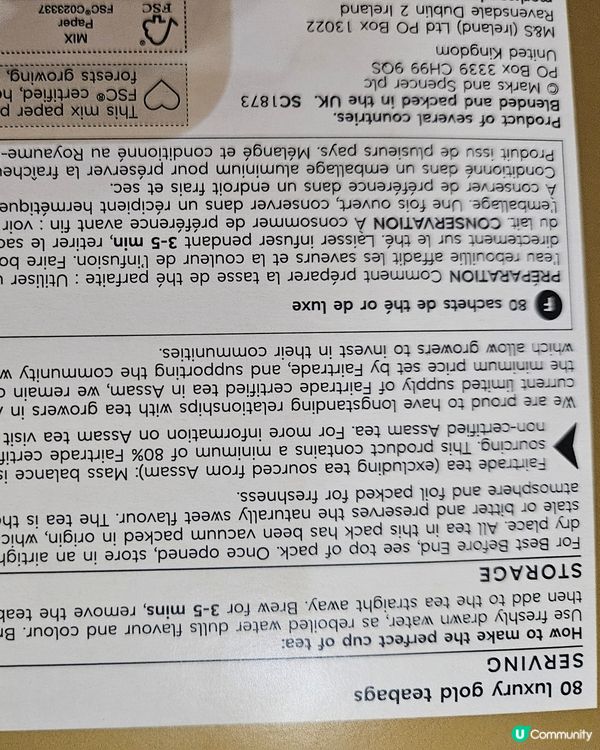 80 luxury gold teabags
SERVING
How to make the perfect cup of tea:
Use freshly drawn water, as reboiled water dulls flavour and colour.
then add to the tea straight away. Brew for 3-5 mins, remove the
STORAGE
For Best Before End, see top of pack. Once opened, store in an
dry place. All tea in this pack has been vacuum packed in origin,
stale or bitter and preserves the naturally sweet flavour. The tea is
atmosphere and foil packed for freshness.
Fairtrade tea (excluding tea sourced from Assam): Mass balance
sourcing. This product contains a minimum of 80% Fairtrade
non-certified Assam tea. For more information on Assam tea visit
We are proud to have longstanding relationships with tea growers in
current limited supply of Fairtrade certified tea in Assam, we remain
the minimum price set by Fairtrade, and supporting the community
which allow growers to invest in their communities.
F 80 sachets de thé or de luxe
PRÉPARATION Comment préparer la tasse de thé parfaite : Utiliser
l'eau rebouillie affadit les saveurs et la couleur de l'infusion. Faire
directement sur le thé. Laisser infuser pendant 3-5 min, retirer le
du lait. CONSERVATION À consommer de préférence avant fin : voir
l'emballage. Une fois ouvert, conserver dans un récipient
À conserver de préférence dans un endroit frais et sec.
Conditionné dans un emballage aluminium pour préserver la
Produit issu de plusieurs pays. Mélangé et conditionné au Royaume-
Product of several countries.
Blended and packed in the UK. SC1873
© Marks and Spencer plc
PO Box 3339 CH99 9QS
United Kingdom
M&S (Ireland) Ltd PO Box 13022
Ravensdale Dublin 2 Ireland
This mix paper
FSC® certified,
forests growing,
FSC
MIX
Paper
FSC®C023337
U Community